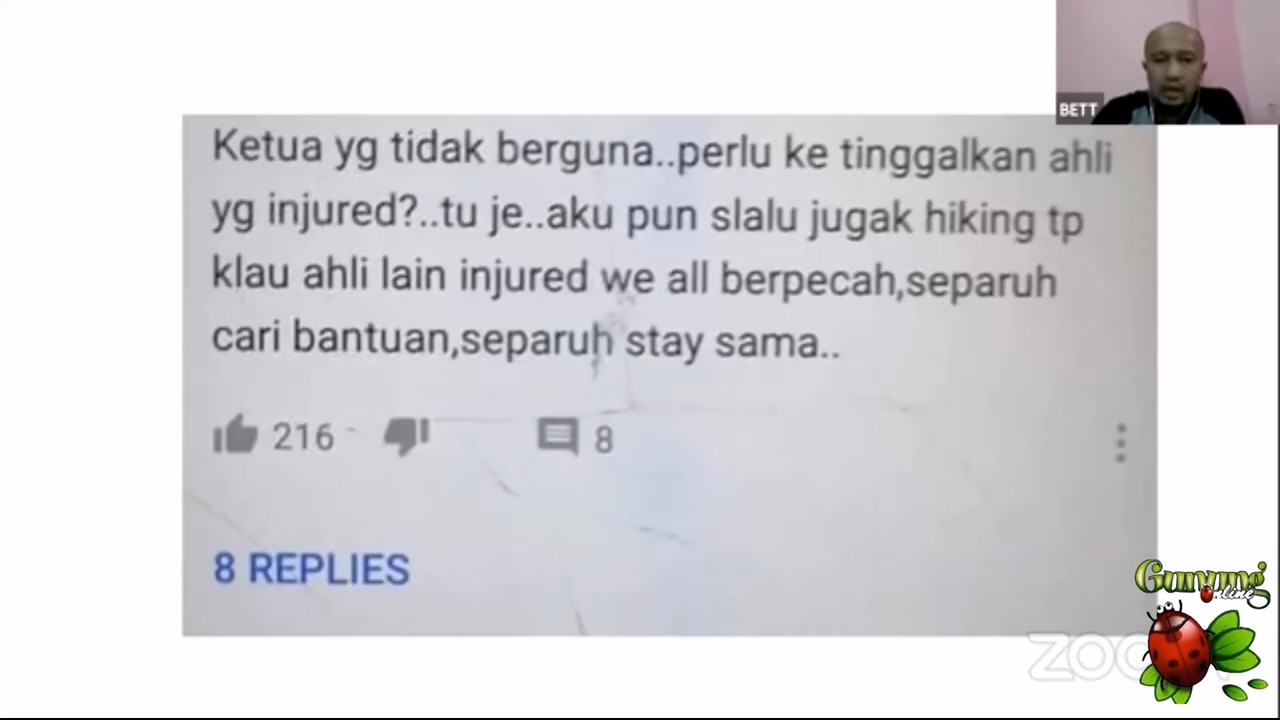 BETT
Ketua yg tidak berguna..perlu ke tinggalkan ahli
yg injured?..tu je..aku pun slalu jugak hiking tp
klau ahli lain injured we all berpecah,separuh
cari bantuan,separuh stay sama..
216
8
8 REPLIES
Gunung
Online
ZOO